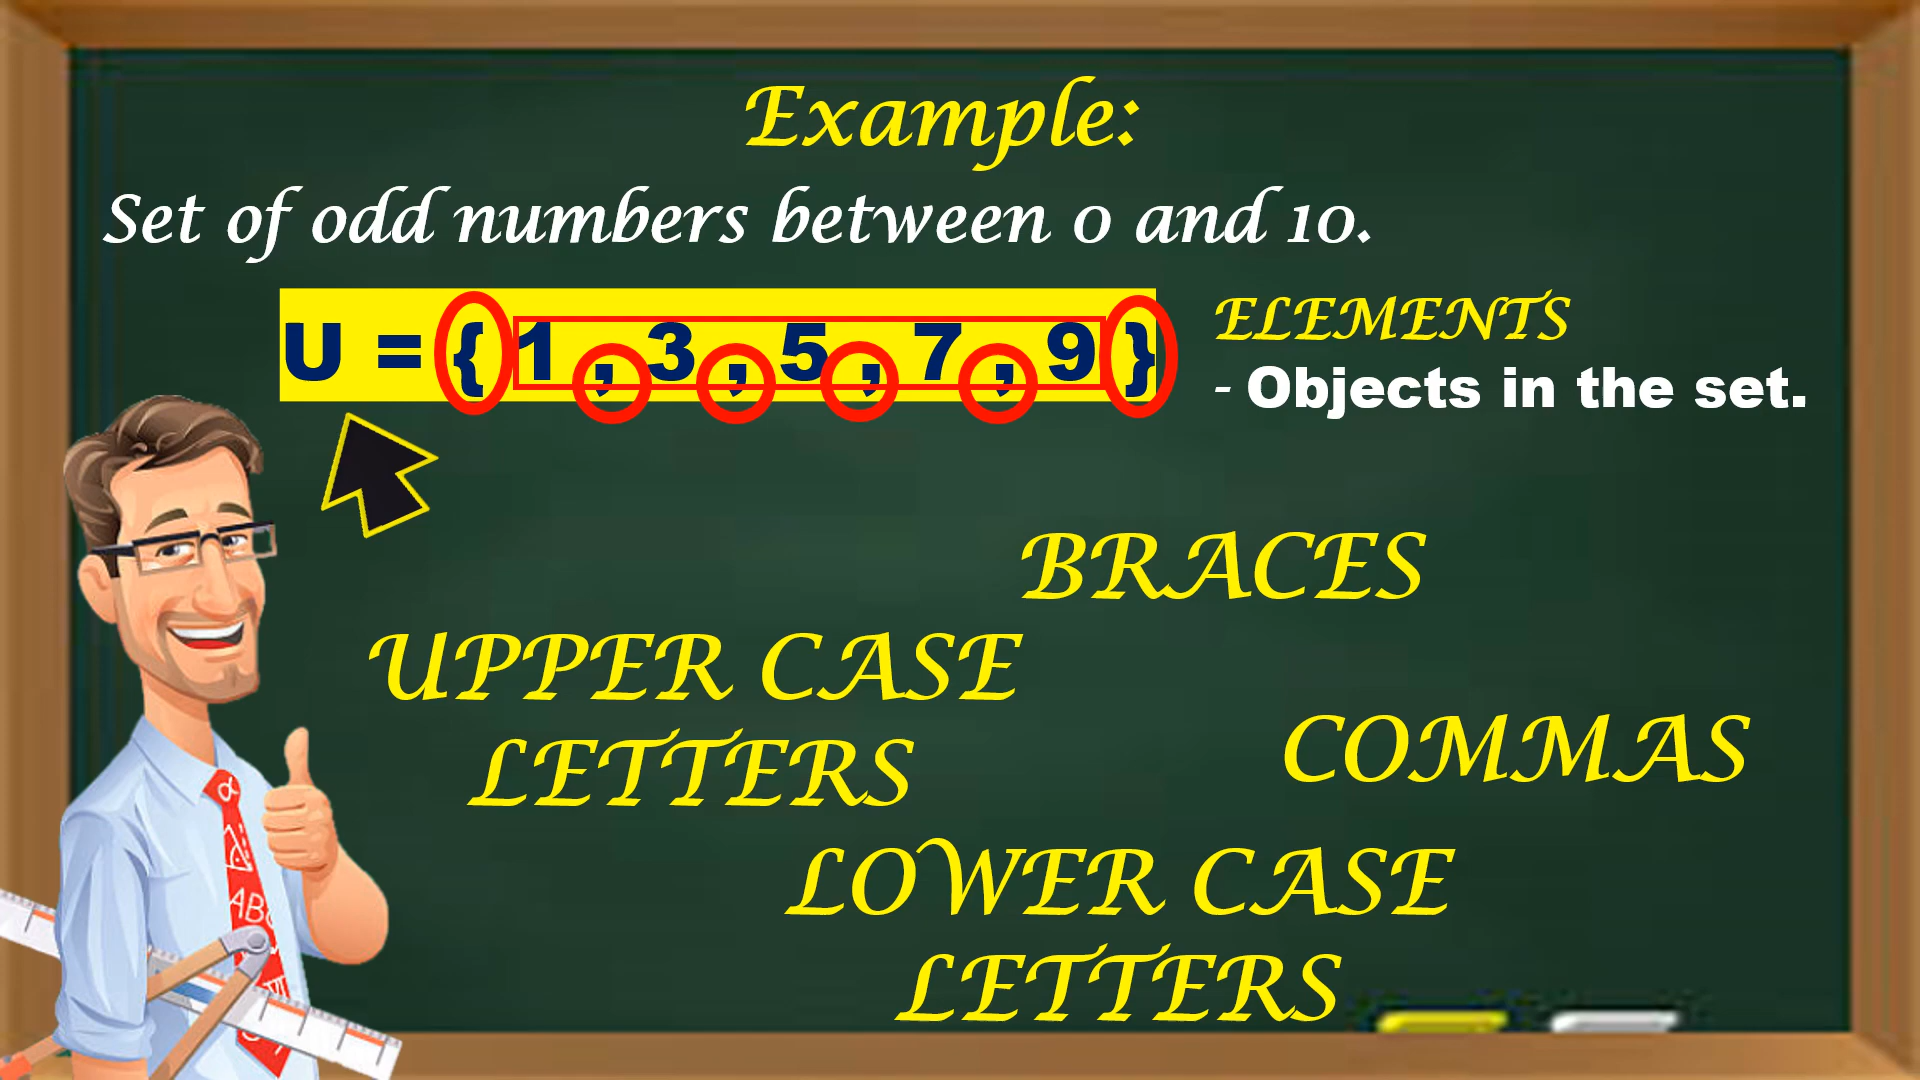 Example:
Set of odd numbers between 0 and 10.
U = { 1 , 3 , 5 , 7 , 9 }
ELEMENTS
- Objects in the set.
BRACES
UPPER CASE
LETTERS
COMMAS
LOWER CASE
LETTERS
α
ABC